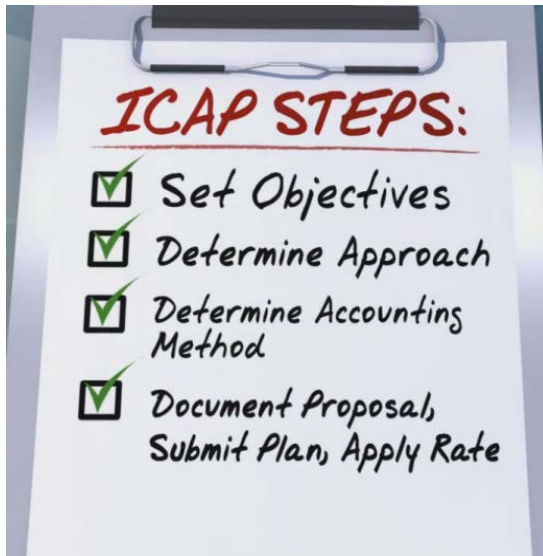 ICAP STEPS:
Set Objectives
Determine Approach
Determine Accounting
Method
Document Proposal,
Submit Plan, Apply Rate